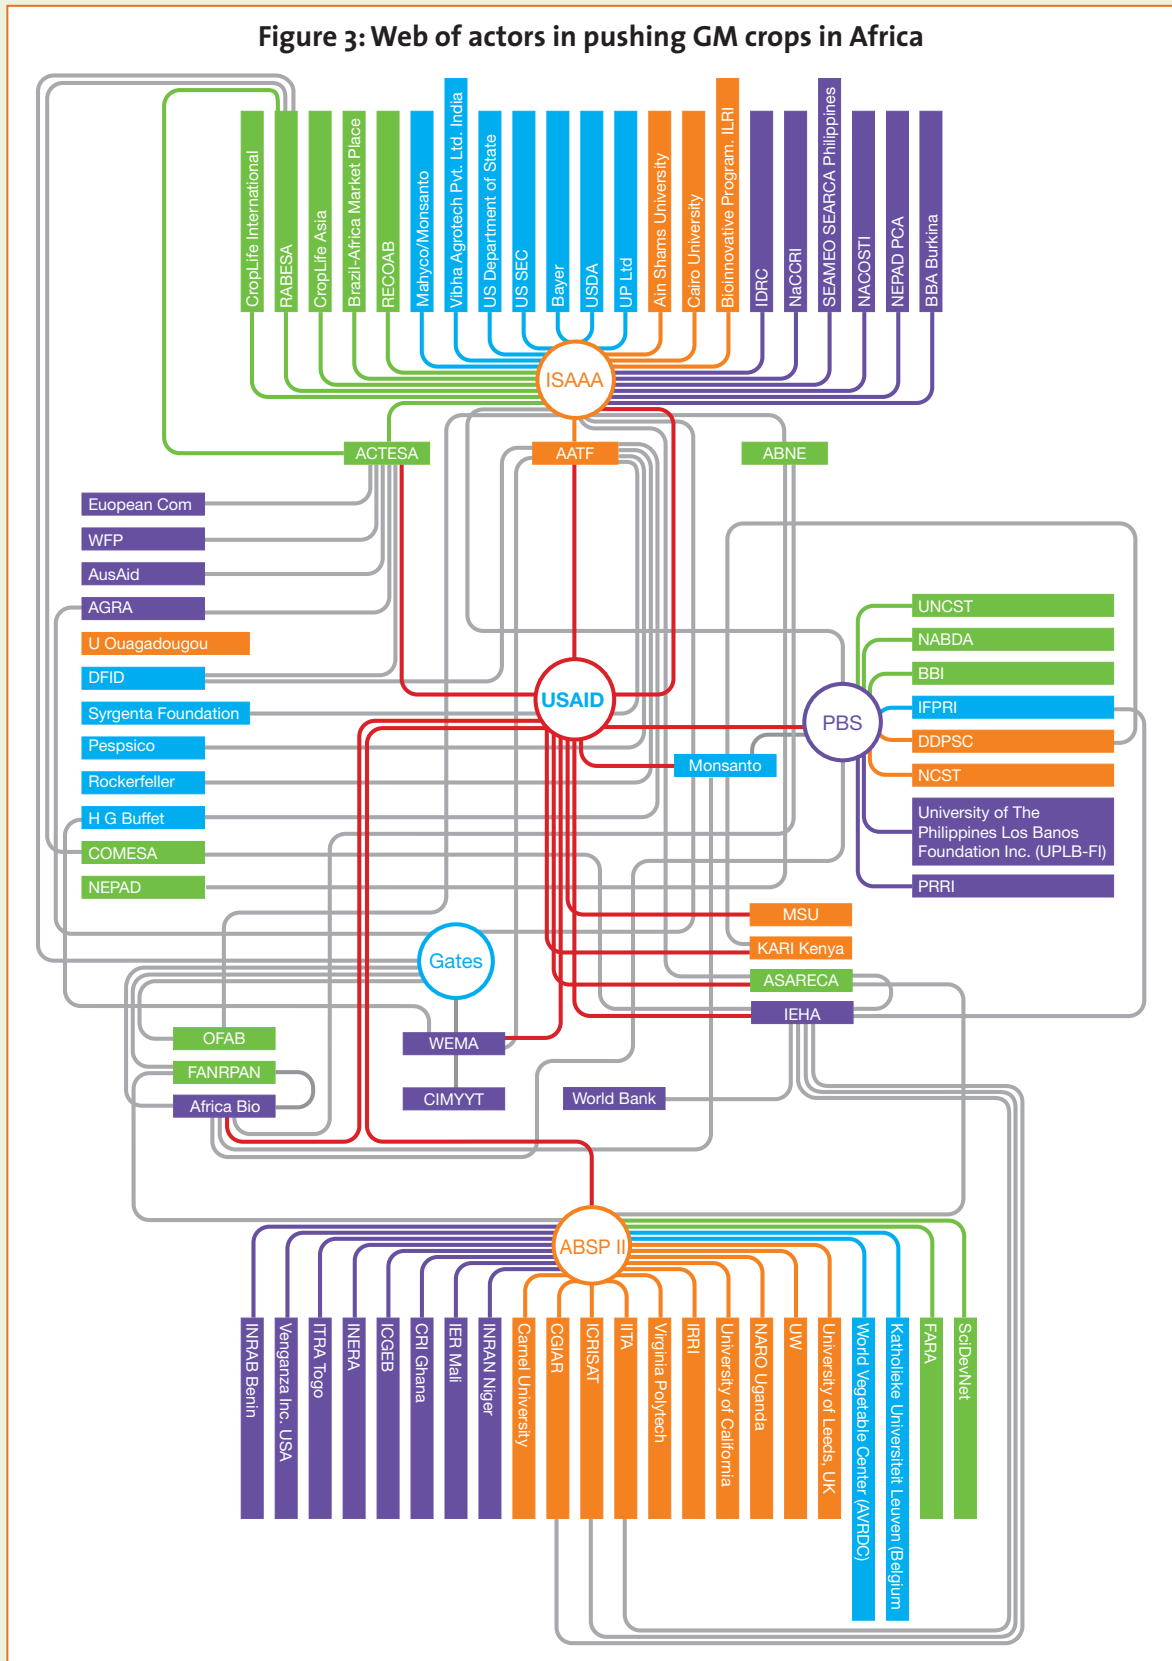 Figure 3: Web of actors in pushing GM crops in Africa
CropLife International
RABESA
CropLife Asia
Brazil-Africa Market Place
RECOAB
Mahyco/Monsanto
Vibha Agrotech Pvt. Ltd. India
US Department of State
US SEC
Bayer
USDA
UP Ltd
Ain Shams University
Cairo University
Bioinnovative Program. ILRI
IDRC
NaCCRI
SEAMEO SEARCA Philippines
NACOSTI
NEPAD PCA
BBA Burkina
ISAAA
ACTESA
AATF
ABNE
Euopean Com
WFP
AusAid
AGRA
U Ouagadougou
DFID
Syrgenta Foundation
Pespsico
Rockerfeller
H G Buffet
COMESA
NEPAD
USAID
PBS
Monsanto
UNCST
NABDA
BBI
IFPRI
DDPSC
NCST
University of The
Philippines Los Banos
Foundation Inc. (UPLB-FI)
PRRI
MSU
KARI Kenya
ASARECA
IEHA
Gates
OFAB
FANRPAN
Africa Bio
WEMA
CIMYYT
World Bank
ABSP II
INRAB Benin
Venganza Inc. USA
ITRA Togo
INERA
ICGEB
CRI Ghana
IER Mali
INRAN Niger
Carnel University
CGIAR
ICRISAT
IITA
Virginia Polytech
IRRI
University of California
NARO Uganda
UW
University of Leeds, UK
World Vegetable Center (AVRDC)
Katholieke Universiteit Leuven (Belgium
FARA
SciDevNet